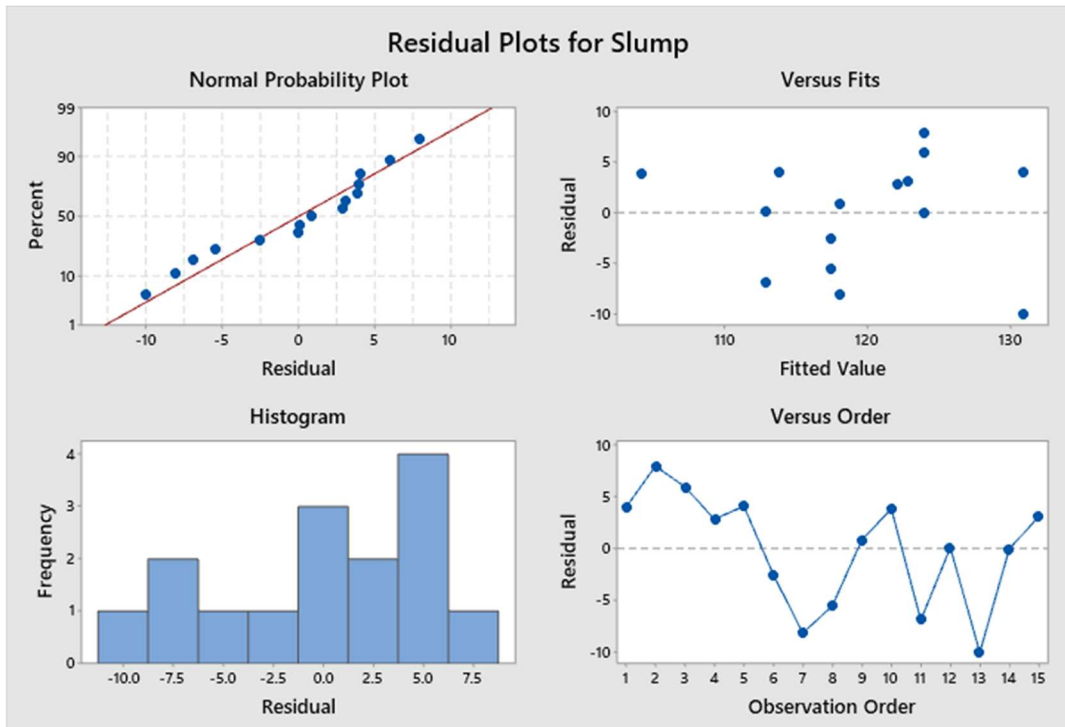 Residual Plots for Slump
Normal Probability Plot
99
90
50
10
1
Percent
-10 -5 0 5 10
Residual
Versus Fits
10
5
0
-5
-10
Residual
110 120 130
Fitted Value
Histogram
4
3
2
1
0
Frequency
-10.0 -7.5 -5.0 -2.5 0.0 2.5 5.0 7.5
Residual
Versus Order
10
5
0
-5
-10
Residual
1 2 3 4 5 6 7 8 9 10 11 12 13 14 15
Observation Order